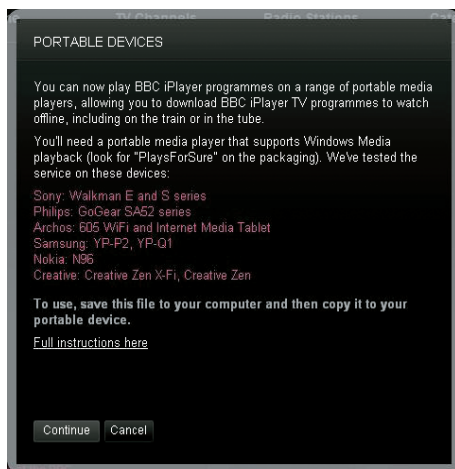 TV Channels Radio Stations
PORTABLE DEVICES
You can now play BBC iPlayer programmes on a range of portable media
players, allowing you to download BBC iPlayer TV programmes to watch
offline, including on the train or in the tube.
You'll need a portable media player that supports Windows Media
playback (look for "PlaysForSure" on the packaging). We've tested the
service on these devices:
Sony: Walkman E and S series
Philips: GoGear SA52 series
Archos: 605 WiFi and Internet Media Tablet
Samsung: YP-P2, YP-Q1
Nokia: N96
Creative: Creative Zen X-Fi, Creative Zen
To use, save this file to your computer and then copy it to your
portable device.
Full instructions here
Continue Cancel